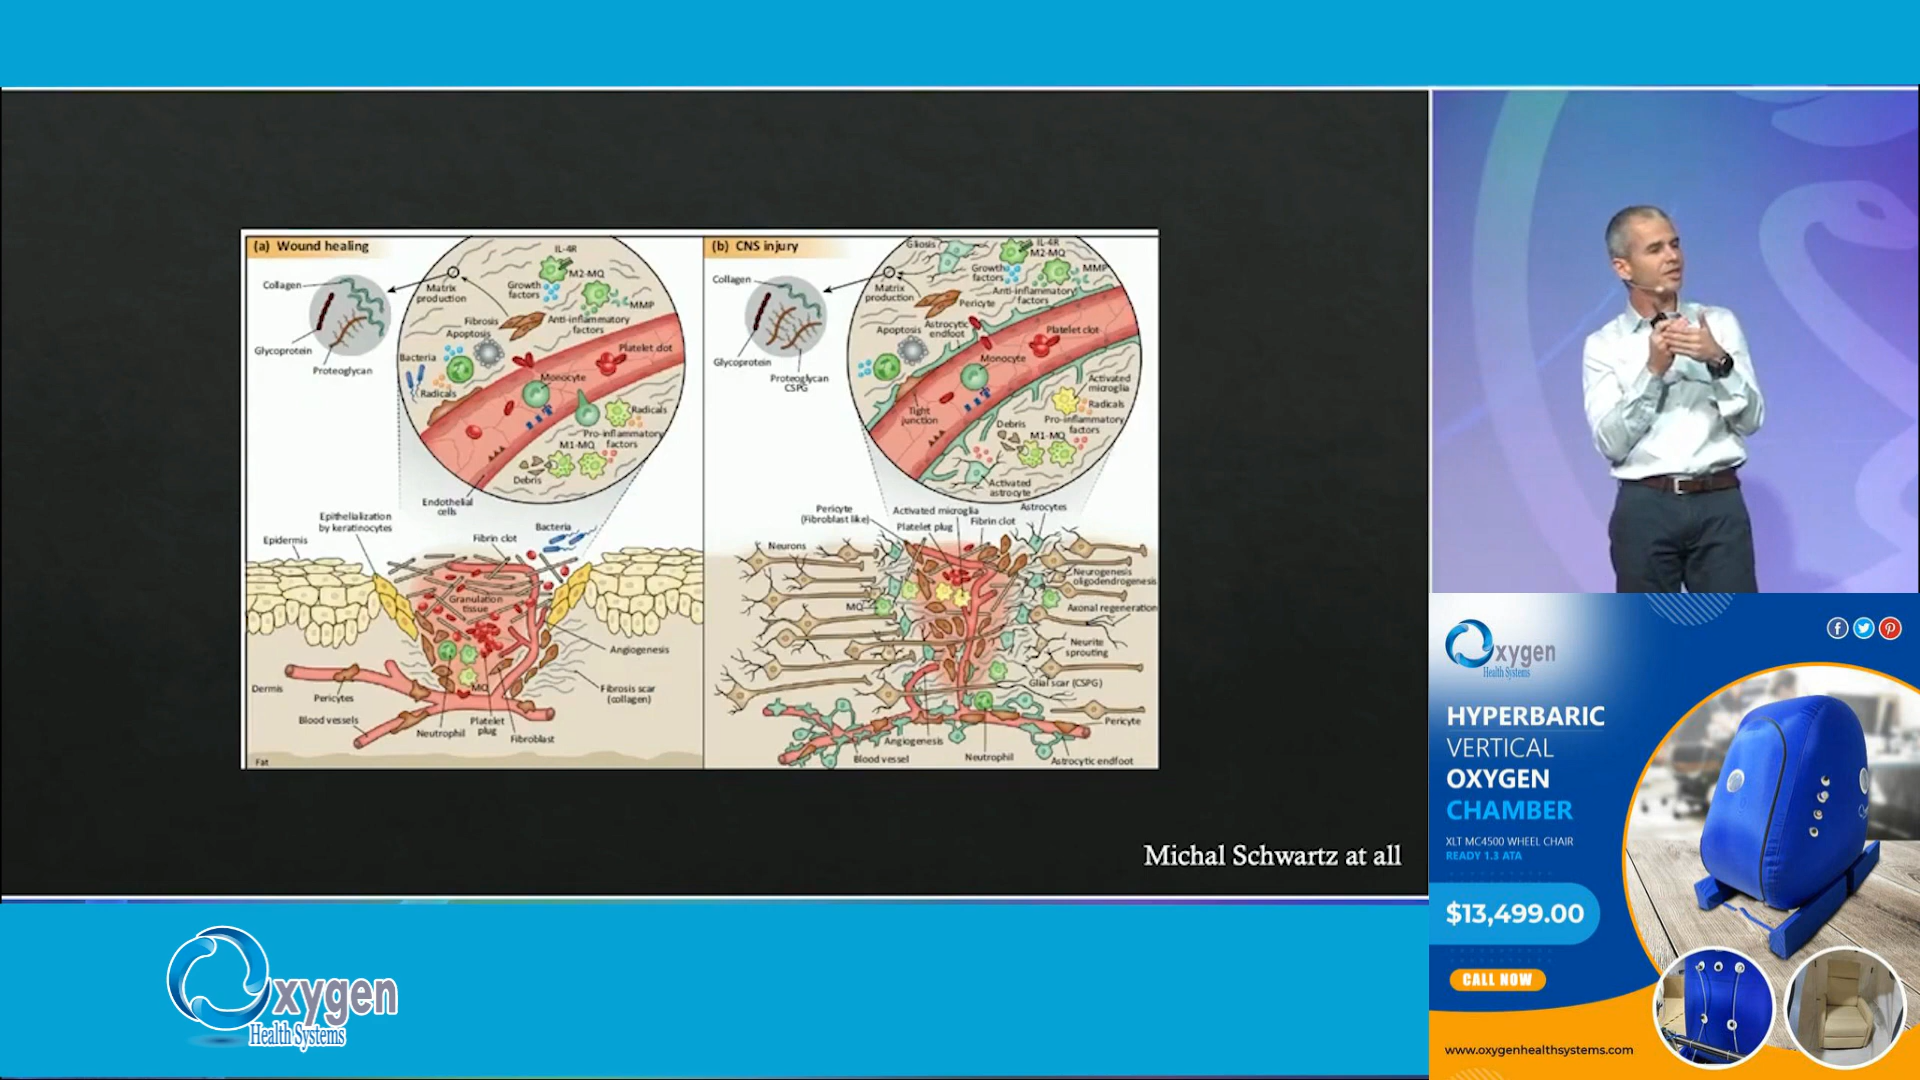 (a) Wound healing
IL-4R
M2-MQ
Collagen
Matrix
production
Growth
factors
MMP
Fibrosis
Anti-inflammatory
factors
Apoptosis
Platelet clot
Glycoprotein
Bacteria
Proteoglycan
Monocyte
Radicals
Radicals
Pro-inflammatory
factors
M1-MQ
Debris
Endothelial
cells
Epithelialization
by keratinocytes
Bacteria
Epidermis
Fibrin clot
Granulation
tissue
Angiogenesis
MQ
Dermis
Pericytes
Fibrosis scar
(collagen)
Blood vessels
Neutrophil
Platelet
plug
Fibroblast
Fat
(b) CNS injury
Gliosis
IL-4R
M2-MQ
Growth
factors
MMP
Collagen
Matrix
production
Anti-inflammatory
factors
Pericyte
Apoptosis
Astrocytic
endfoot
Platelet clot
Monocyte
Glycoprotein
Proteoglycan
CSPG
Activated
microglia
Radicals
Tight
junction
Pro-inflammatory
factors
Debris
M1-MQ
Activated
astrocyte
Pericyte
(Fibroblast like)
Activated microglia
Astrocytes
Platelet plug
Fibrin clot
Neurons
Neurogenesis
oligodendrogenesis
MQ
Axonal regeneration
Neurite
sprouting
Glial scar (CSPG)
Pericyte
Angiogenesis
Blood vessel
Neutrophil
Astrocytic endfoot
Michal Schwartz at all
Oxygen
Health Systems
Oxygen
Health Systems
HYPERBARIC
VERTICAL
OXYGEN
CHAMBER
XLT MC4500 WHEEL CHAIR
READY 1.3 ATA
$13,499.00
CALL NOW
www.oxygenhealthsystems.com